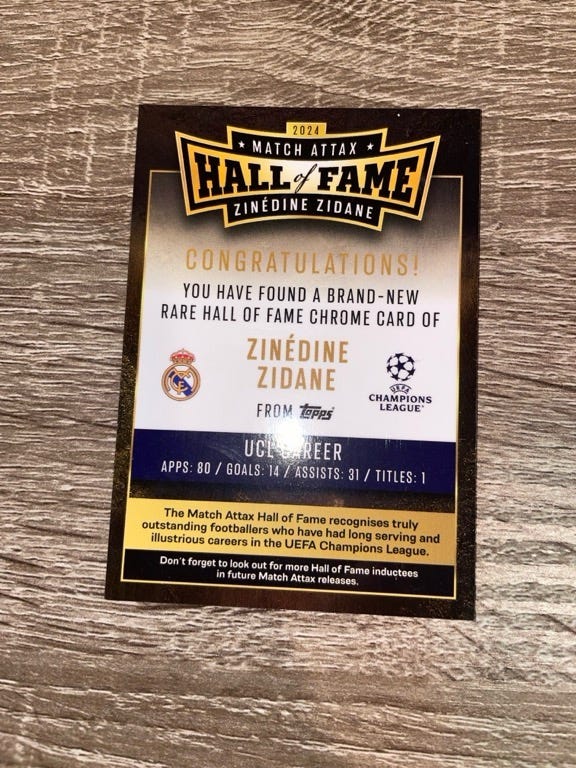 2024
★ MATCH ATTAX ★
HALL of FAME
ZINÉDINE ZIDANE
CONGRATULATIONS!
YOU HAVE FOUND A BRAND-NEW
RARE HALL OF FAME CHROME CARD OF
ZINÉDINE
ZIDANE
FROM topps
UEFA
CHAMPIONS
LEAGUE
UCL CAREER
APPS: 80 / GOALS: 14 / ASSISTS: 31 / TITLES: 1
The Match Attax Hall of Fame recognises truly
outstanding footballers who have had long serving and
illustrious careers in the UEFA Champions League.
Don't forget to look out for more Hall of Fame inductees
in future Match Attax releases.